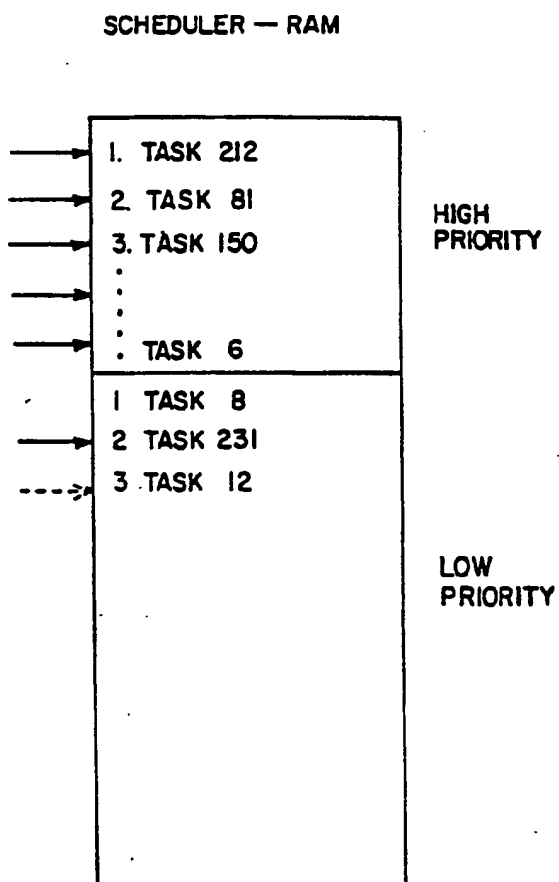 SCHEDULER — RAM
1. TASK 212
2. TASK 81
3. TASK 150
. TASK 6
HIGH
PRIORITY
1 TASK 8
2 TASK 231
3 TASK 12
LOW
PRIORITY